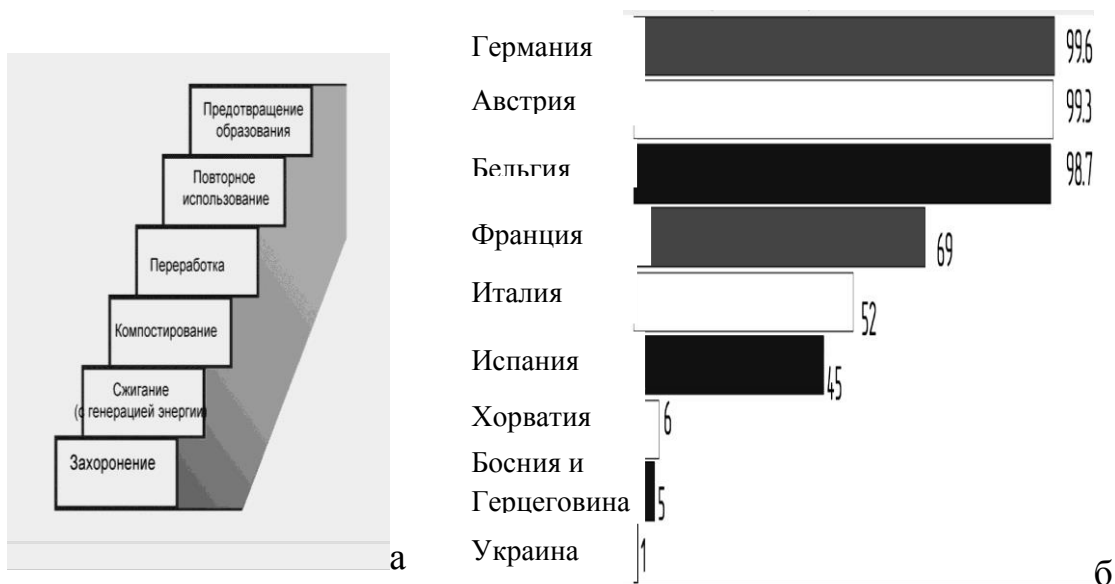 Предотвращение
образования
Повторное
использование
Переработка
Компостирование
Сжигание
(с генерацией энергии)
Захоронение
а
Германия 99.6
Австрия 99.3
Бельгия 98.7
Франция 69
Италия 52
Испания 45
Хорватия 6
Босния и
Герцеговина 5
Украина 1
б